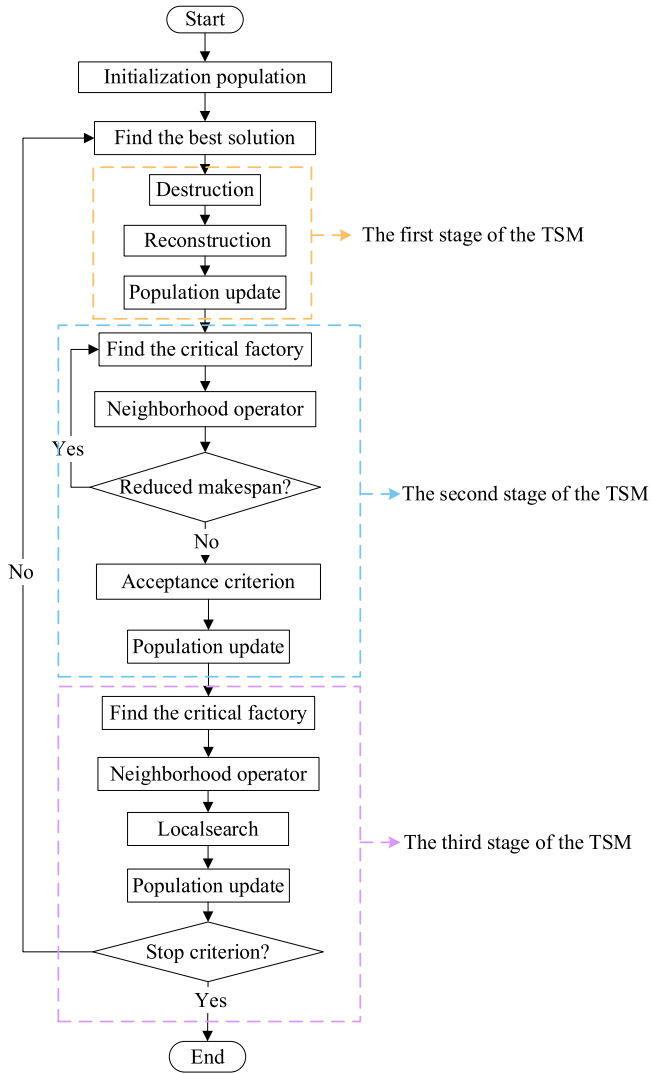 Start
Initialization population
Find the best solution
Destruction
Reconstruction
The first stage of the TSM
Population update
Find the critical factory
Neighborhood operator
Yes
Reduced makespan?
The second stage of the TSM
No
No
Acceptance criterion
Population update
Find the critical factory
Neighborhood operator
Localsearch
The third stage of the TSM
Population update
Stop criterion?
Yes
End